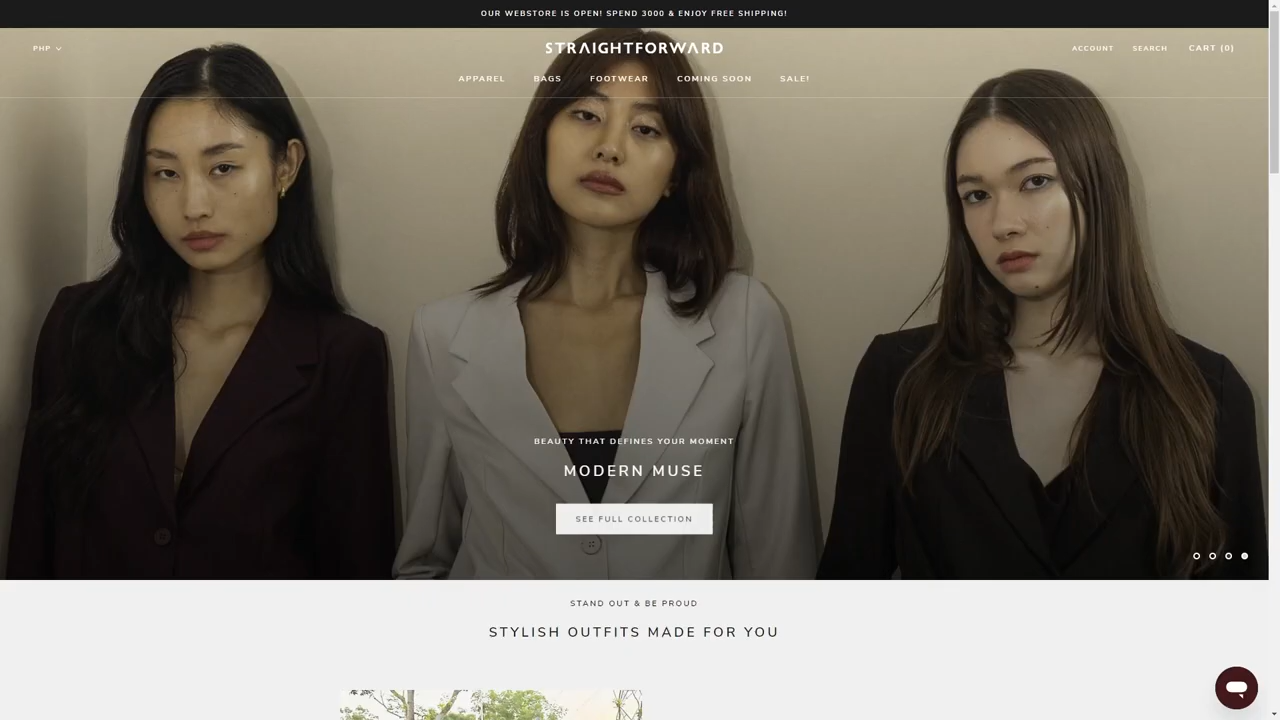 OUR WEBSTORE IS OPEN! SPEND 3000 & ENJOY FREE SHIPPING!
PHP
STRAIGHTFORWARD
ACCOUNT SEARCH CART (0)
APPAREL BAGS FOOTWEAR COMING SOON SALE!
BEAUTY THAT DEFINES YOUR MOMENT
MODERN MUSE
SEE FULL COLLECTION
STAND OUT & BE PROUD
STYLISH OUTFITS MADE FOR YOU